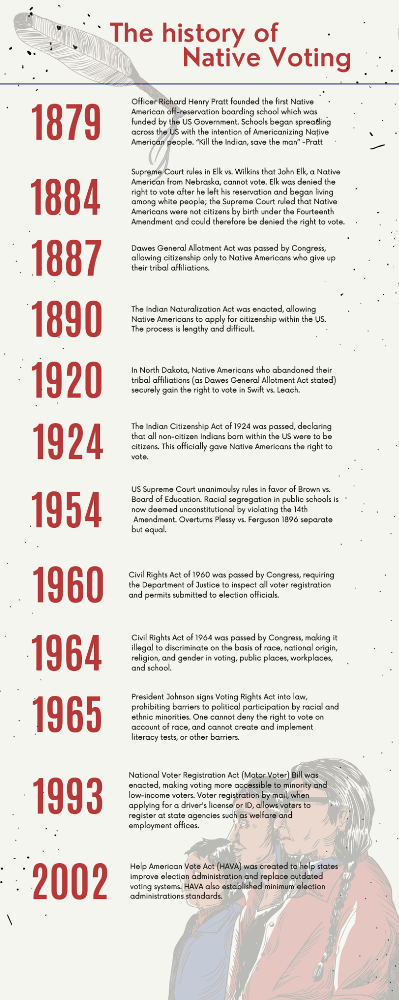 The history of
Native Voting
1879
Officer Richard Henry Pratt founded the first Native
American off-reservation boarding school which was
funded by the US Government. Schools began spreading
across the US with the intention of Americanizing Native
American people. “Kill the Indian, save the man” -Pratt
1884
Supreme Court rules in Elk vs. Wilkins that John Elk, a Native
American from Nebraska, cannot vote. Elk was denied the
right to vote after he left his reservation and began living
among white people; the Supreme Court ruled that Native
Americans were not citizens by birth under the Fourteenth
Amendment and could therefore be denied the right to vote.
1887
Dawes General Allotment Act was passed by Congress,
allowing citizenship only to Native Americans who give up
their tribal affiliations.
1890
The Indian Naturalization Act was enacted, allowing
Native Americans to apply for citizenship within the US.
The process is lengthy and difficult.
1920
In North Dakota, Native Americans who abandoned their
tribal affiliations (as Dawes General Allotment Act stated)
securely gain the right to vote in Swift vs. Leach.
1924
The Indian Citizenship Act of 1924 was passed, declaring
that all non-citizen Indians born within the US were to be
citizens. This officially gave Native Americans the right to
vote.
1954
US Supreme Court unanimoulsy rules in favor of Brown vs.
Board of Education. Racial segregation in public schools is
now deemed unconstitutional by violating the 14th
Amendment. Overturns Plessy vs. Ferguson 1896 separate
but equal.
1960
Civil Rights Act of 1960 was passed by Congress, requiring
the Department of Justice to inspect all voter registration
and permits submitted to election officials.
1964
Civil Rights Act of 1964 was passed by Congress, making it
illegal to discriminate on the basis of race, national origin,
religion, and gender in voting, public places, workplaces,
and school.
1965
President Johnson signs Voting Rights Act into law,
prohibiting barriers to political participation by racial and
ethnic minorities. One cannot deny the right to vote on
account of race, and cannot create and implement
literacy tests, or other barriers.
1993
National Voter Registration Act (Motor Voter) Bill was
enacted, making voting more accessible to minority and
low-income voters. Voter registration by mail, when
applying for a driver's license or ID, allows voters to
register at state agencies such as welfare and
employment offices.
2002
Help American Vote Act (HAVA) was created to help states
improve election administration and replace outdated
voting systems. HAVA also established minimum election
administrations standards.